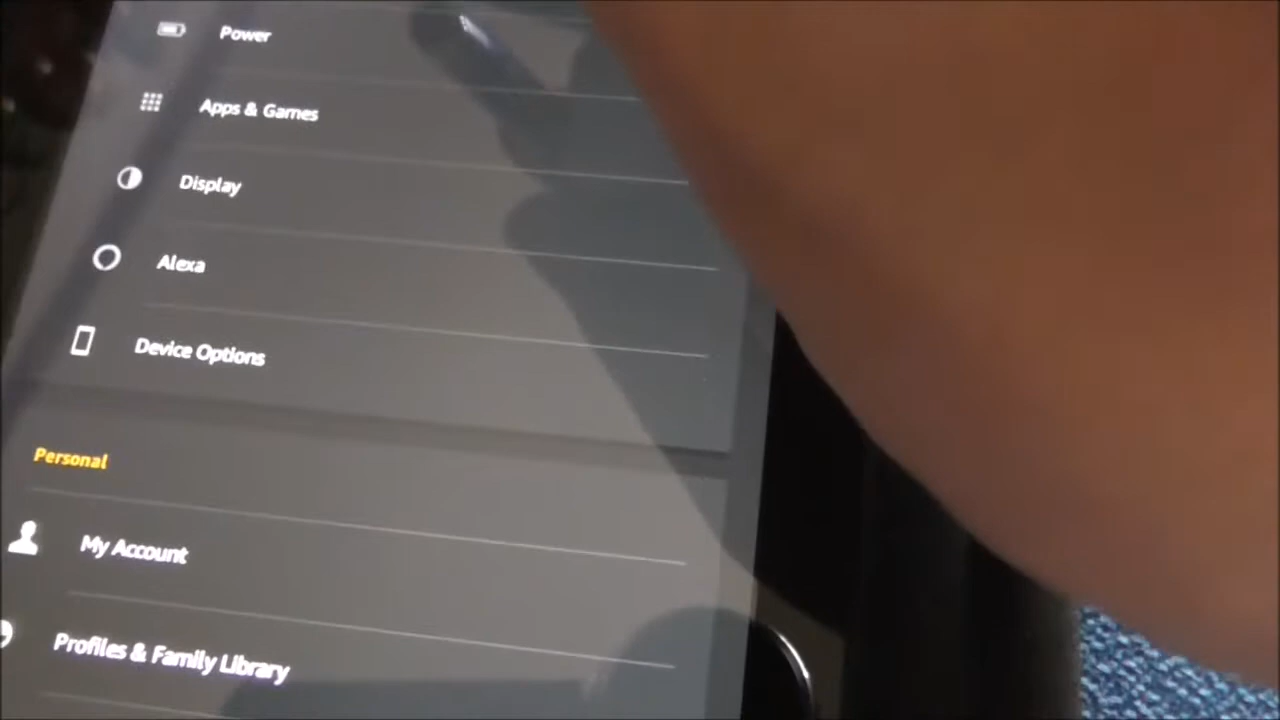 Power
Apps & Games
Display
Alexa
Device Options
Personal
My Account
Profiles & Family Library